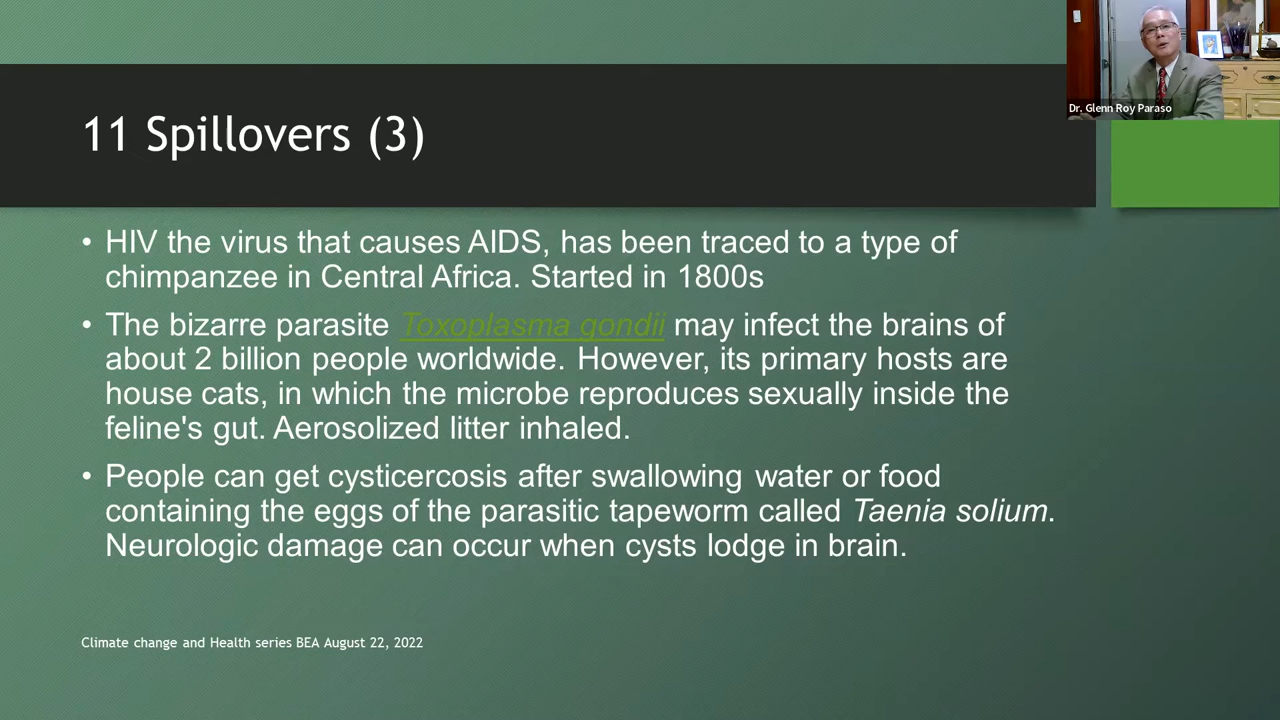 Dr. Glenn Roy Paraso
11 Spillovers (3)
• HIV the virus that causes AIDS, has been traced to a type of
chimpanzee in Central Africa. Started in 1800s
• The bizarre parasite Toxoplasma gondii may infect the brains of
about 2 billion people worldwide. However, its primary hosts are
house cats, in which the microbe reproduces sexually inside the
feline's gut. Aerosolized litter inhaled.
• People can get cysticercosis after swallowing water or food
containing the eggs of the parasitic tapeworm called Taenia solium.
Neurologic damage can occur when cysts lodge in brain.
Climate change and Health series BEA August 22, 2022